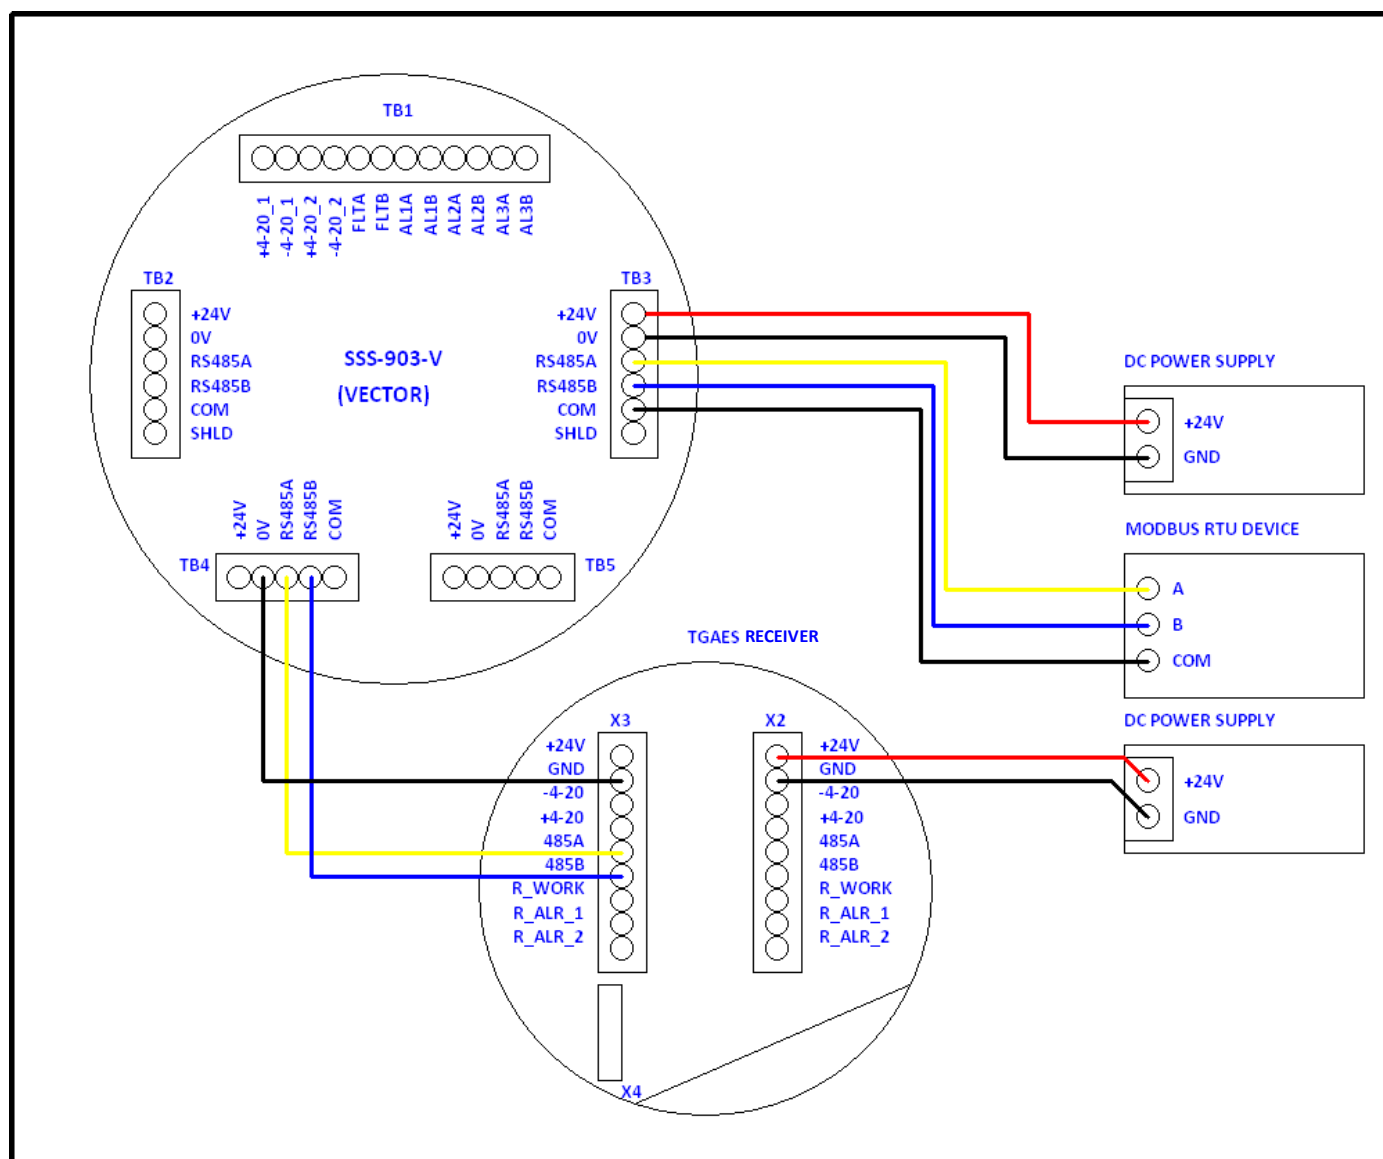 TB1
+4-20_1
-4-20_1
+4-20_2
-4-20_2
FLTA
FLTB
AL1A
AL1B
AL2A
AL2B
AL3A
AL3B
TB2
+24V
0V
RS485A
RS485B
COM
SHLD
SSS-903-V
(VECTOR)
TB3
+24V
0V
RS485A
RS485B
COM
SHLD
TB4
+24V
0V
RS485A
RS485B
COM
TB5
+24V
0V
RS485A
RS485B
COM
DC POWER SUPPLY
+24V
GND
MODBUS RTU DEVICE
A
B
COM
DC POWER SUPPLY
+24V
GND
TGAES RECEIVER
X3
+24V
GND
-4-20
+4-20
485A
485B
R_WORK
R_ALR_1
R_ALR_2
X2
+24V
GND
-4-20
+4-20
485A
485B
R_WORK
R_ALR_1
R_ALR_2
X4